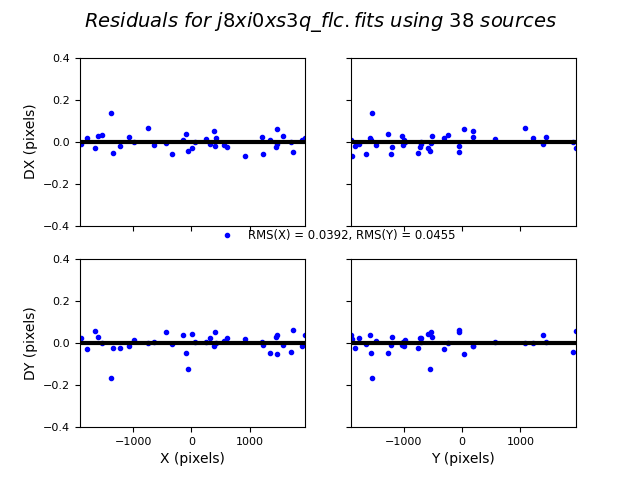 Residuals for j8xi0xs3q_flc.fits using 38 sources
0.4
0.2
0.0
−0.2
−0.4
DX (pixels)
RMS(X) = 0.0392, RMS(Y) = 0.0455
0.4
0.2
0.0
−0.2
−0.4
DY (pixels)
−1000 0 1000
−1000 0 1000
X (pixels)
Y (pixels)